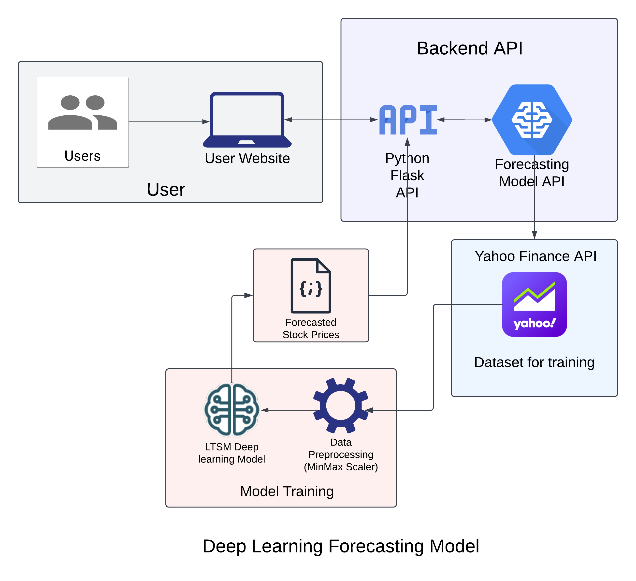 Backend API
Users
User Website
User
API
Python
Flask
API
Forecasting
Model API
Yahoo Finance API
yahoo!
Dataset for training
{;}
Forecasted
Stock Prices
LTSM Deep
learning Model
Data
Preprocessing
(MinMax Scaler)
Model Training
Deep Learning Forecasting Model